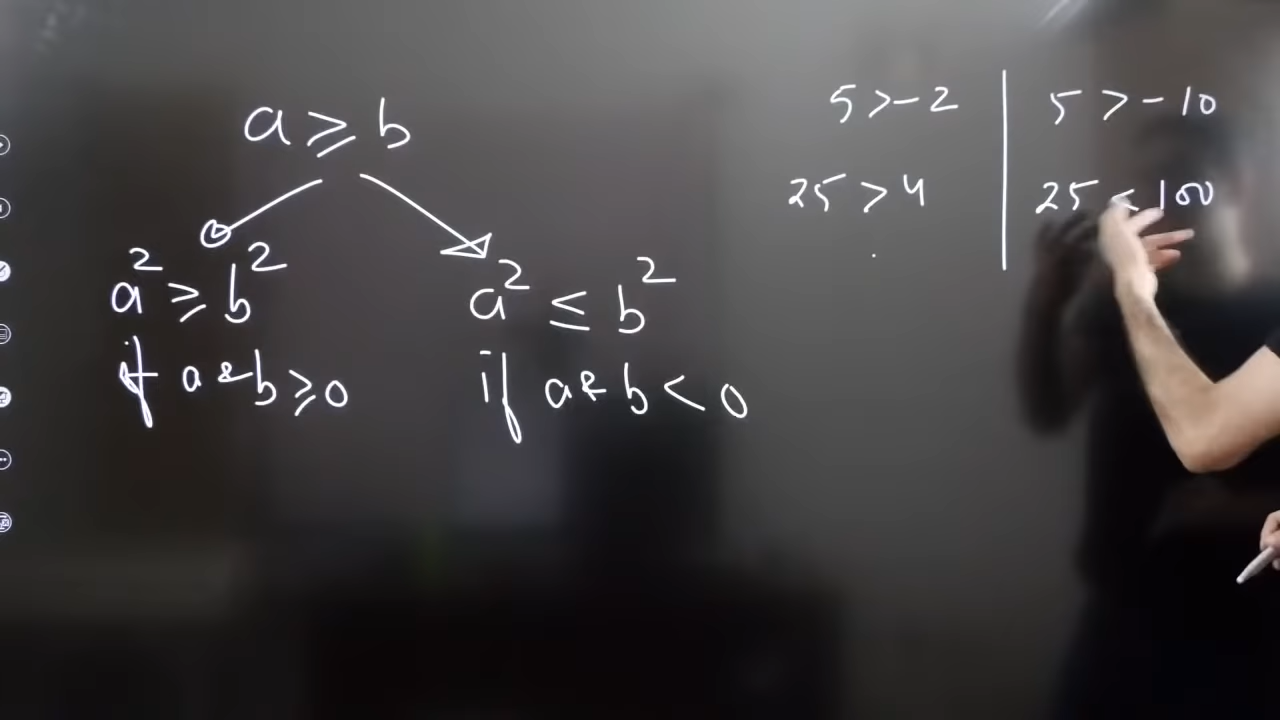 a ≥ b
a² ≥ b²
if a & b ≥ 0
a² ≤ b²
if a & b < 0
5 > -2
25 > 4
5 > -10
25 < 100